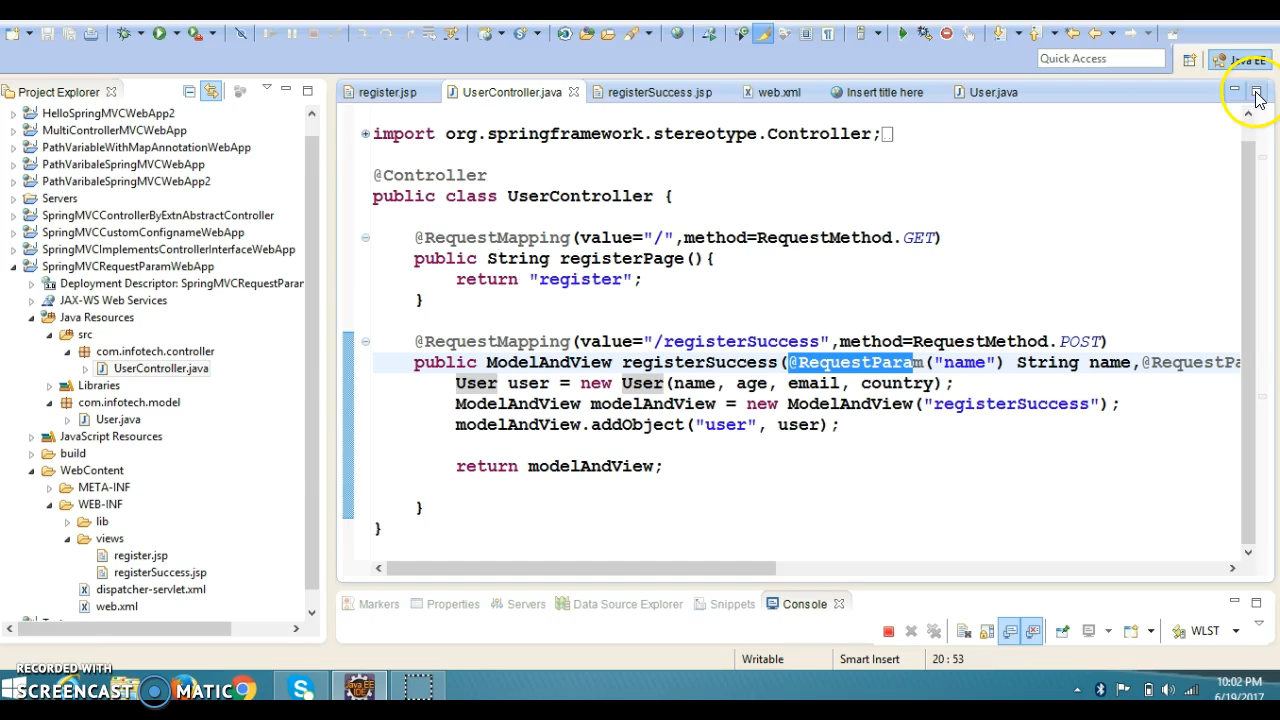 Quick Access
Java EE
Project Explorer
register.jsp
UserController.java
registerSuccess.jsp
web.xml
Insert title here
User.java
HelloSpringMVCWebApp2
MultiControllerMVCWebApp
PathVariableWithMapAnnotationWebApp
PathVaribaleSpringMVCWebApp
PathVaribaleSpringMVCWebApp2
Servers
SpringMVCControllerByExtnAbstractController
SpringMVCCustomConfignameWebApp
SpringMVCImplementsControllerInterfaceWebApp
SpringMVCRequestParamWebApp
Deployment Descriptor: SpringMVCRequestParam
JAX-WS Web Services
Java Resources
src
com.infotech.controller
UserController.java
Libraries
com.infotech.model
User.java
JavaScript Resources
build
WebContent
META-INF
WEB-INF
lib
views
register.jsp
registerSuccess.jsp
dispatcher-servlet.xml
web.xml
import org.springframework.stereotype.Controller;
@Controller
public class UserController {
@RequestMapping(value="/",method=RequestMethod.GET)
public String registerPage(){
return "register";
}
@RequestMapping(value="/registerSuccess",method=RequestMethod.POST)
public ModelAndView registerSuccess(@RequestParam("name") String name,@RequestPa
User user = new User(name, age, email, country);
ModelAndView modelAndView = new ModelAndView("registerSuccess");
modelAndView.addObject("user", user);
return modelAndView;
}
}
Markers
Properties
Servers
Data Source Explorer
Snippets
Console
WLST
Writable
Smart Insert
20 : 53
RECORDED WITH
SCREENCAST MATIC
Java EE
IDE
10:02 PM
6/19/2017